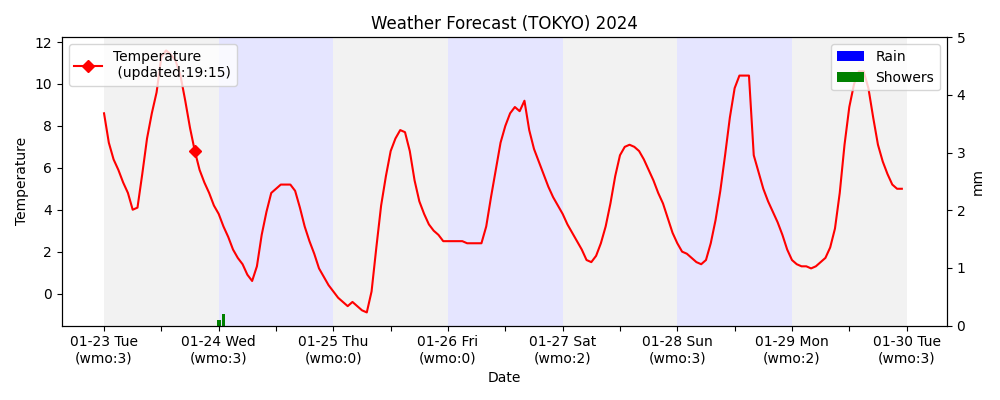 Weather Forecast (TOKYO) 2024
Temperature
(updated:19:15)
Rain
Showers
12
10
8
6
4
2
0
Temperature
5
4
3
2
1
0
mm
01-23 Tue
(wmo:3)
01-24 Wed
(wmo:3)
01-25 Thu
(wmo:0)
01-26 Fri
(wmo:0)
01-27 Sat
(wmo:2)
01-28 Sun
(wmo:3)
01-29 Mon
(wmo:2)
01-30 Tue
(wmo:3)
Date